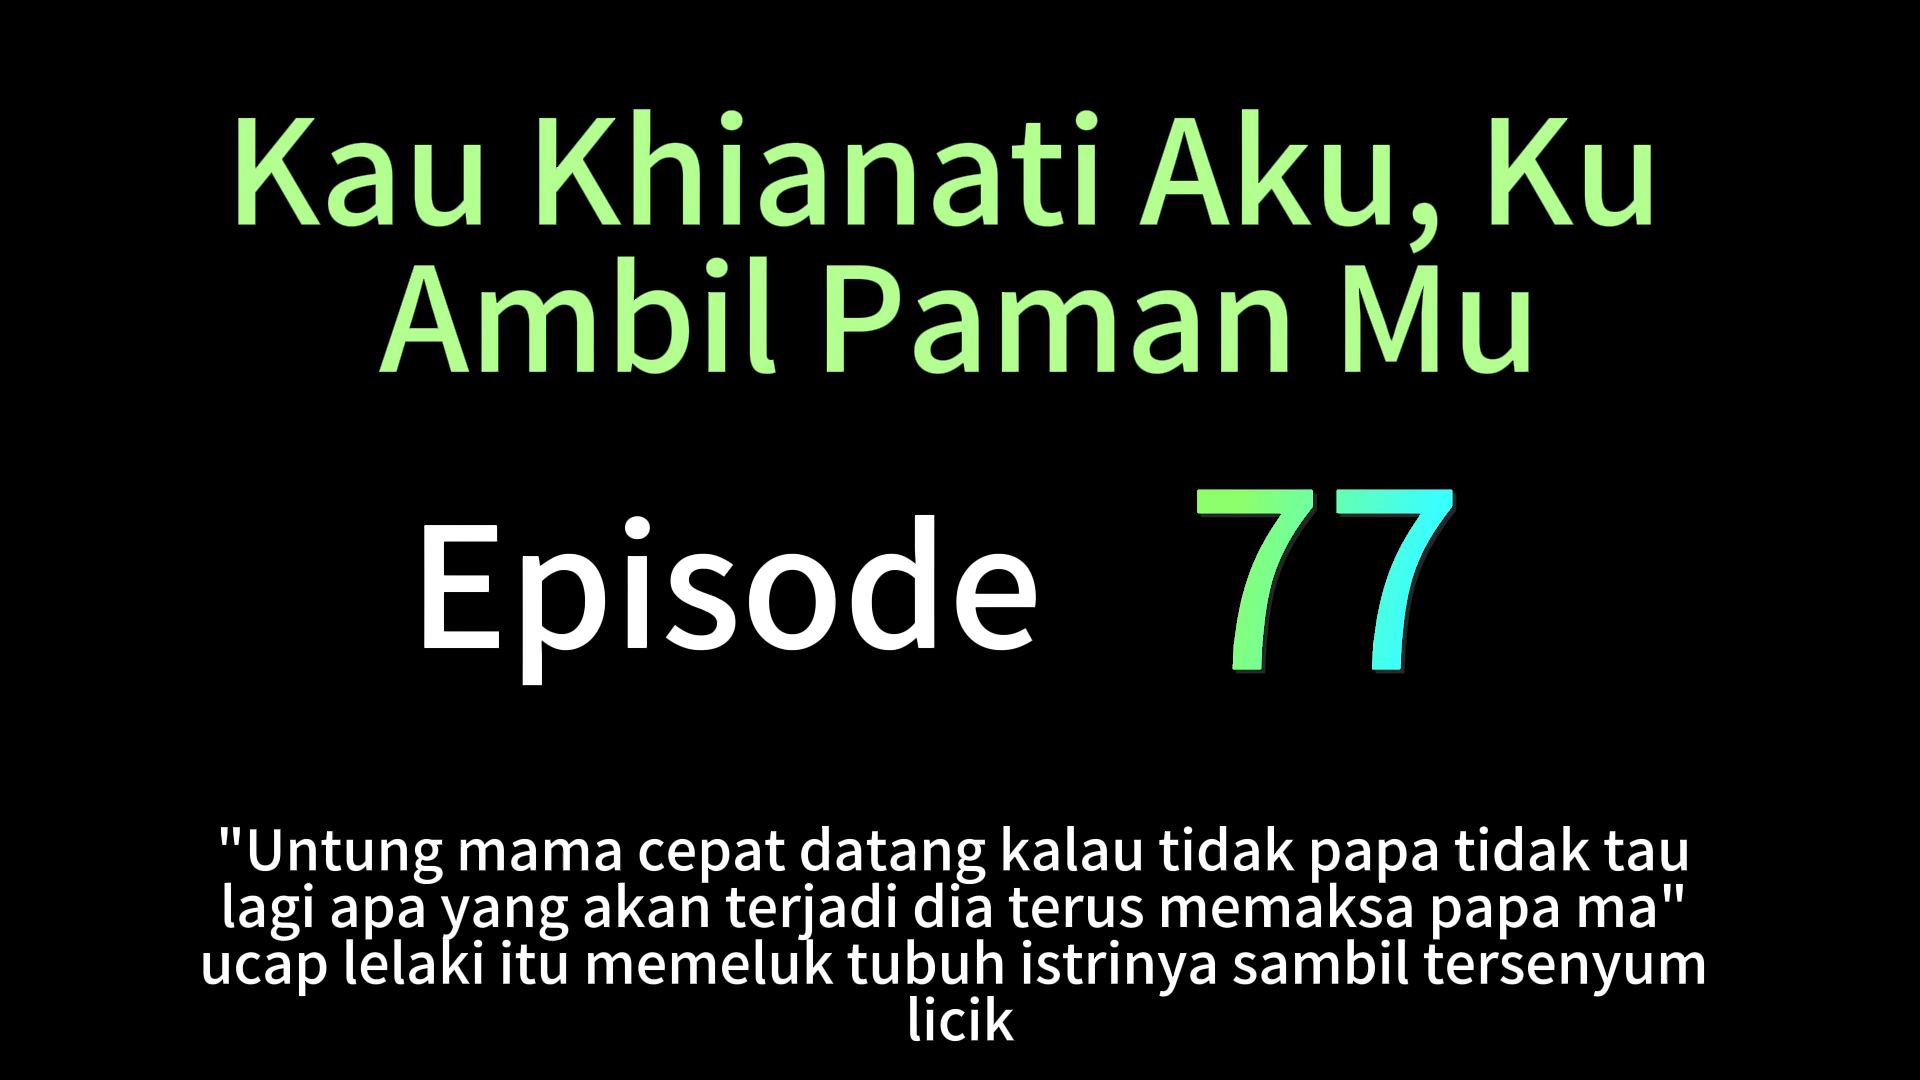 Kau Khianati Aku, Ku
Ambil Paman Mu
Episode 77
"Untung mama cepat datang kalau tidak papa tidak tau
lagi apa yang akan terjadi dia terus memaksa papa ma"
ucap lelaki itu memeluk tubuh istrinya sambil tersenyum
licik